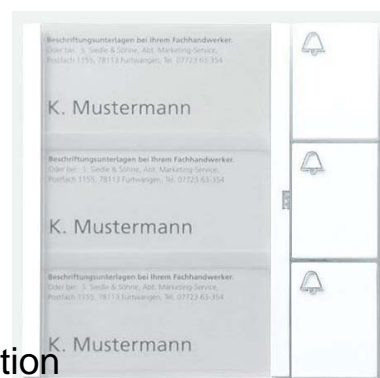 Beschriftungsunterlagen bei Ihrem Fachhandwerker.
Oder bei: S. Siedle & Söhne, Abt. Marketing-Service,
Postfach 1155, 78113 Furtwangen, Tel. 07723 63-354
K. Mustermann
Beschriftungsunterlagen bei Ihrem Fachhandwerker.
Oder bei: S. Siedle & Söhne, Abt. Marketing-Service,
Postfach 1155, 78113 Furtwangen, Tel. 07723 63-354
K. Mustermann
Beschriftungsunterlagen bei Ihrem Fachhandwerker.
Oder bei: S. Siedle & Söhne, Abt. Marketing-Service,
Postfach 1155, 78113 Furtwangen, Tel. 07723 63-354
K. Mustermann
tion